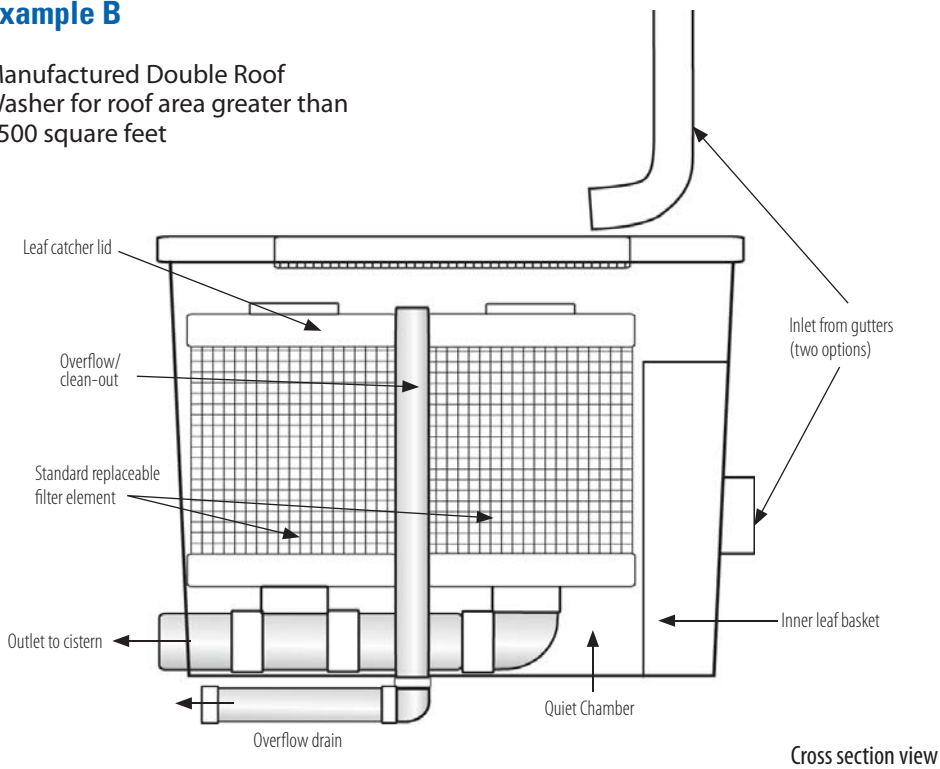 xample B
Manufactured Double Roof
Washer for roof area greater than
500 square feet
Leaf catcher lid
Overflow/
clean-out
Inlet from gutters
(two options)
Standard replaceable
filter element
Outlet to cistern
Inner leaf basket
Quiet Chamber
Overflow drain
Cross section view